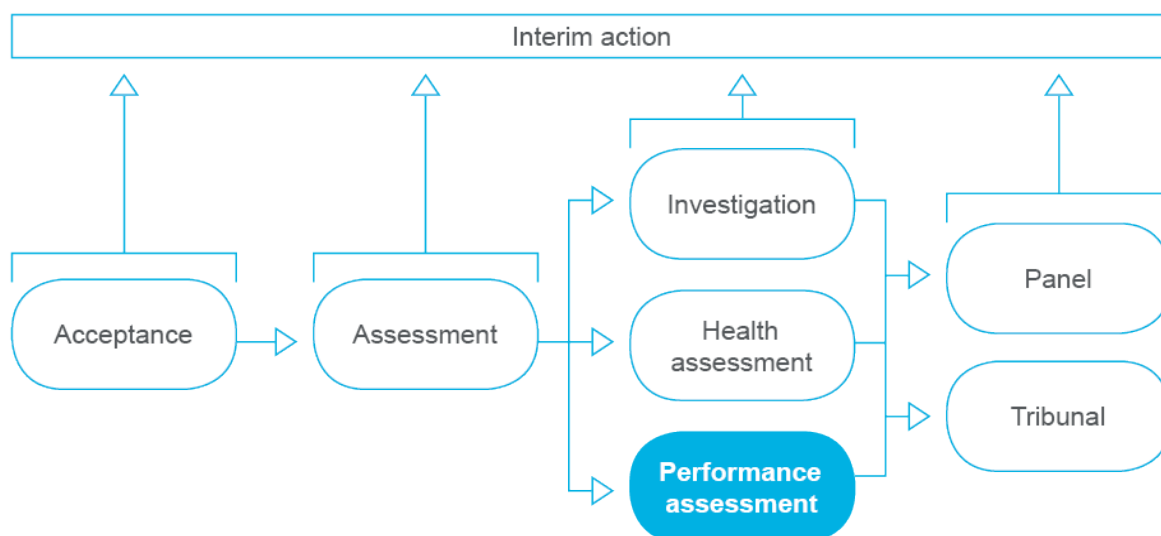 Interim action
Acceptance
Assessment
Investigation
Health
assessment
Performance
assessment
Panel
Tribunal